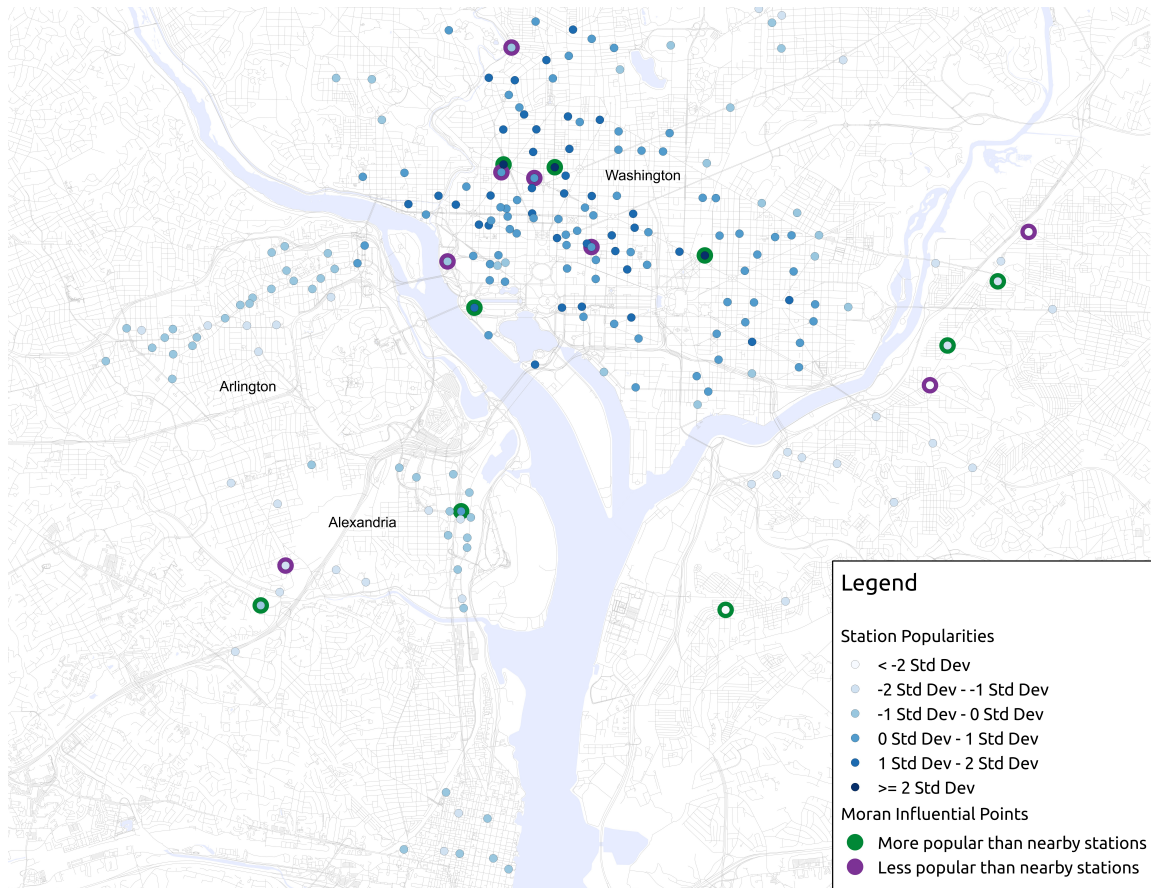 Washington
Arlington
Alexandria
Legend
Station Popularities
< -2 Std Dev
-2 Std Dev - -1 Std Dev
-1 Std Dev - 0 Std Dev
0 Std Dev - 1 Std Dev
1 Std Dev - 2 Std Dev
>= 2 Std Dev
Moran Influential Points
More popular than nearby stations
Less popular than nearby stations